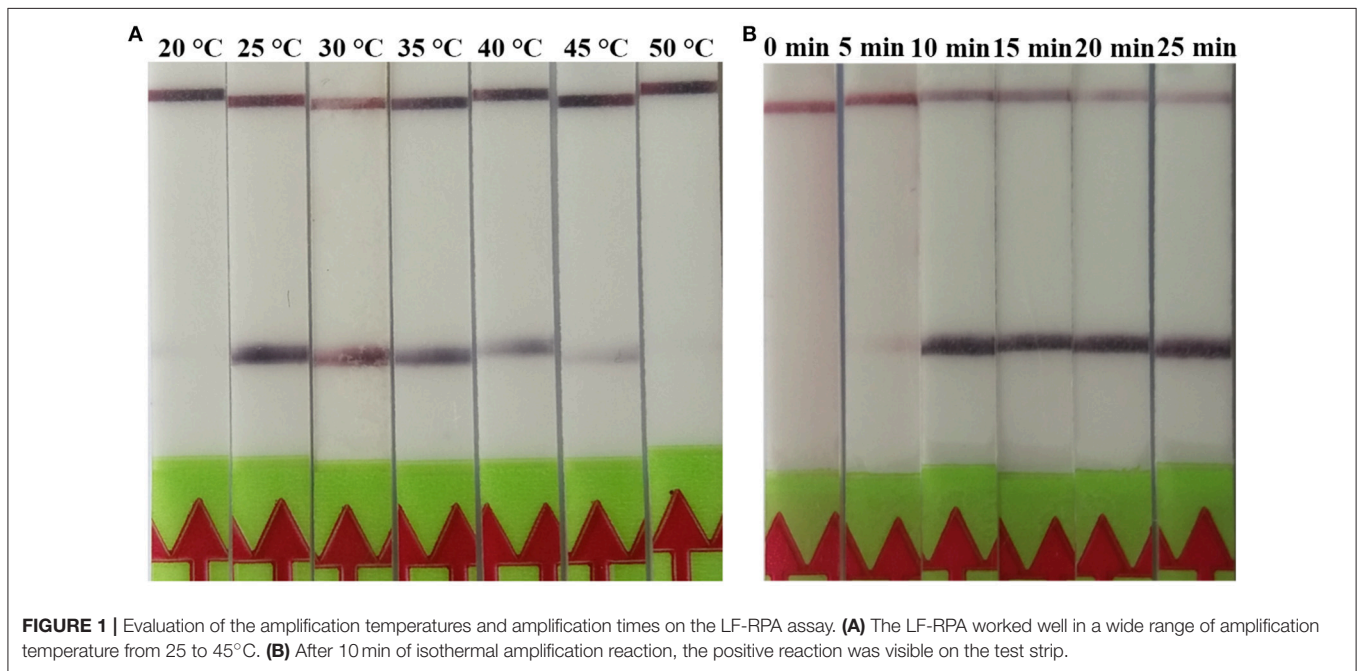 A
20 °C 25 °C 30 °C 35 °C 40 °C 45 °C 50 °C
B
0 min 5 min 10 min 15 min 20 min 25 min
FIGURE 1 | Evaluation of the amplification temperatures and amplification times on the LF-RPA assay. (A) The LF-RPA worked well in a wide range of amplification
temperature from 25 to 45°C. (B) After 10 min of isothermal amplification reaction, the positive reaction was visible on the test strip.